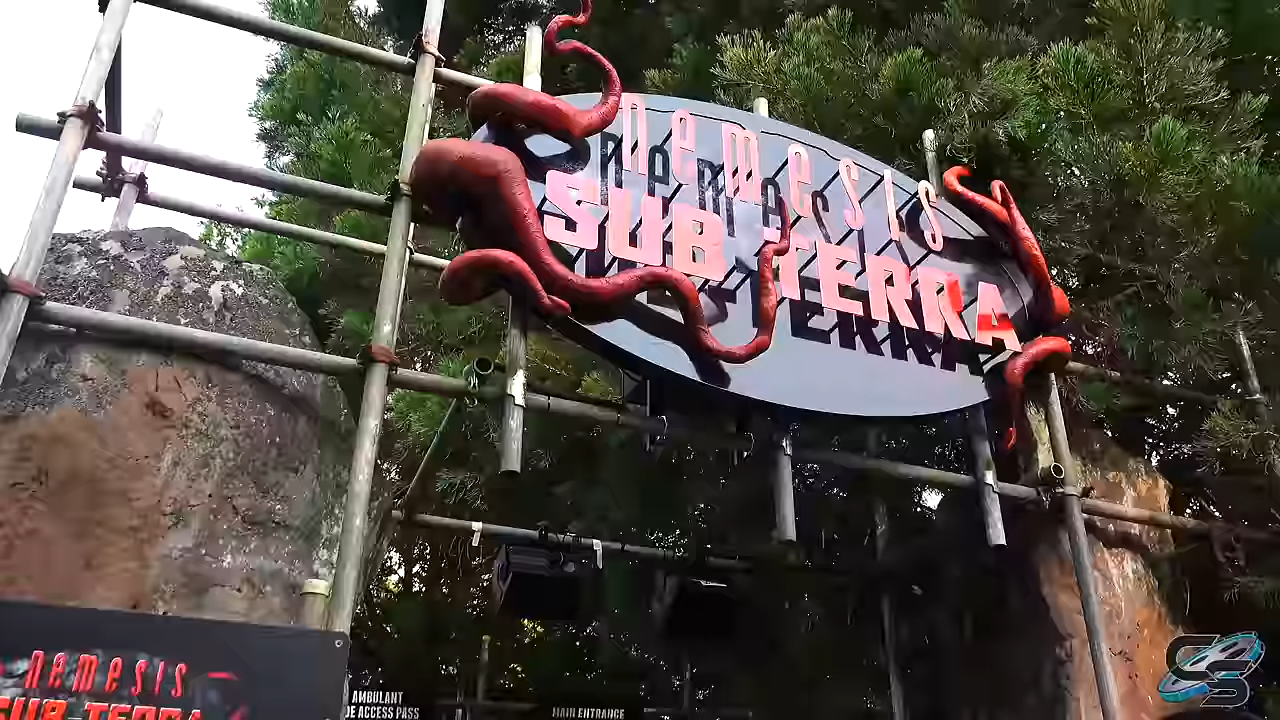 nemesis
SUB TERRA
nemesis
SUB TERRA
AMBULANT
ACCESS PASS
MAIN ENTRANCE